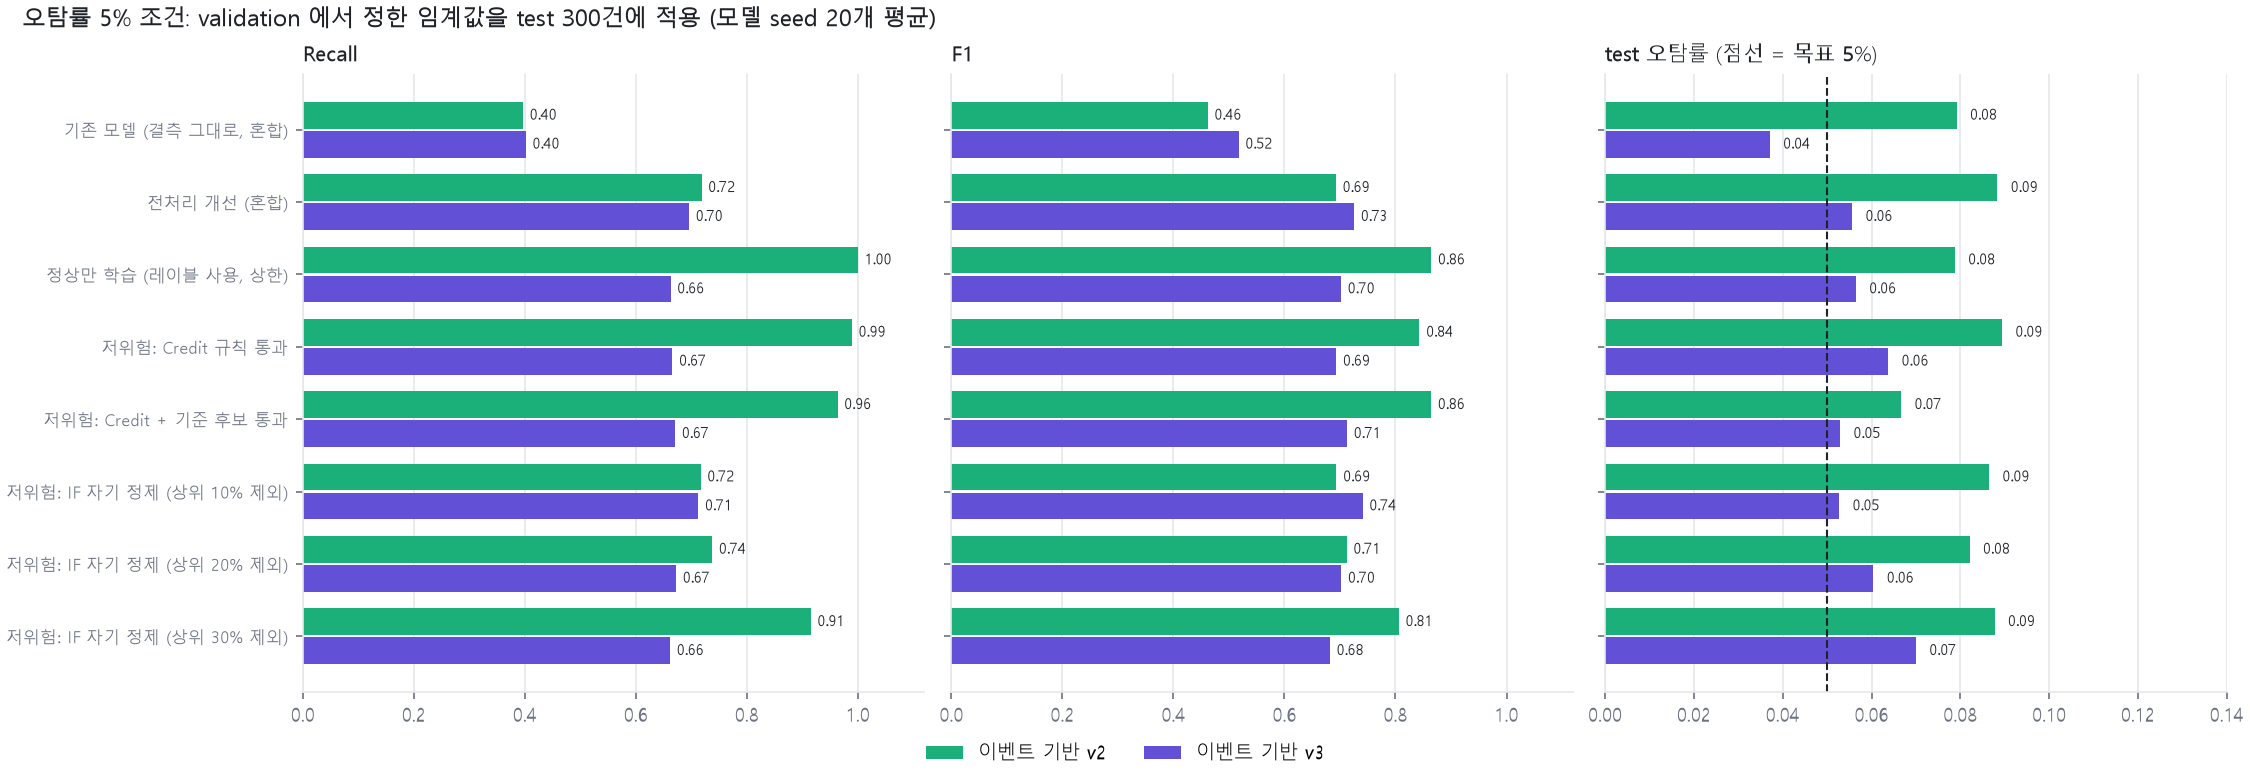 오탐률 5% 조건: validation 에서 정한 임계값을 test 300건에 적용 (모델 seed 20개 평균)
Recall
F1
test 오탐률 (점선 = 목표 5%)
기존 모델 (결측 그대로, 혼합)
0.40
0.40
0.46
0.52
0.08
0.04
전처리 개선 (혼합)
0.72
0.70
0.69
0.73
0.09
0.06
정상만 학습 (레이블 사용, 상한)
1.00
0.66
0.86
0.70
0.08
0.06
저위험: Credit 규칙 통과
0.99
0.67
0.84
0.69
0.09
0.06
저위험: Credit + 기준 후보 통과
0.96
0.67
0.86
0.71
0.07
0.05
저위험: IF 자기 정제 (상위 10% 제외)
0.72
0.71
0.69
0.74
0.09
0.05
저위험: IF 자기 정제 (상위 20% 제외)
0.74
0.67
0.71
0.70
0.08
0.06
저위험: IF 자기 정제 (상위 30% 제외)
0.91
0.66
0.81
0.68
0.09
0.07
0.0 0.2 0.4 0.6 0.8 1.0
0.0 0.2 0.4 0.6 0.8 1.0
0.00 0.02 0.04 0.06 0.08 0.10 0.12 0.14
이벤트 기반 v2
이벤트 기반 v3